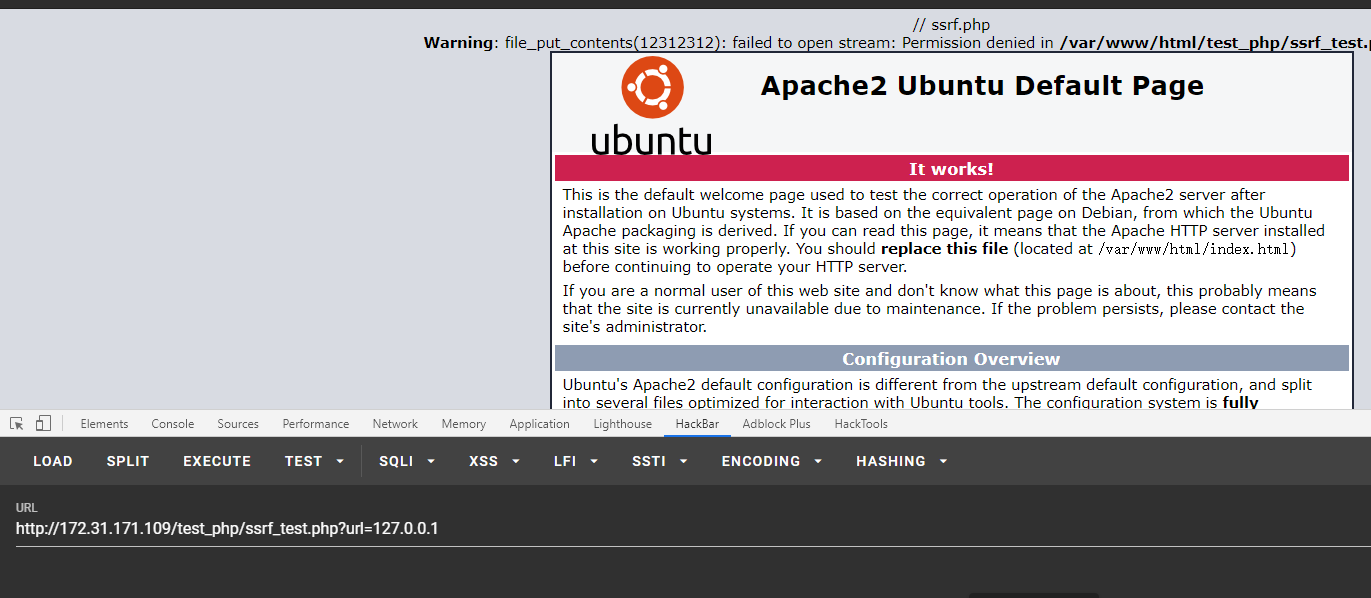 // ssrf.php
Warning: file_put_contents(12312312): failed to open stream: Permission denied in /var/www/html/test_php/ssrf_test.
ubuntu
Apache2 Ubuntu Default Page
It works!
This is the default welcome page used to test the correct operation of the Apache2 server after
installation on Ubuntu systems. It is based on the equivalent page on Debian, from which the Ubuntu
Apache packaging is derived. If you can read this page, it means that the Apache HTTP server installed
at this site is working properly. You should replace this file (located at /var/www/html/index.html)
before continuing to operate your HTTP server.
If you are a normal user of this web site and don't know what this page is about, this probably means
that the site is currently unavailable due to maintenance. If the problem persists, please contact the
site's administrator.
Configuration Overview
Ubuntu's Apache2 default configuration is different from the upstream default configuration, and split
into several files optimized for interaction with Ubuntu tools. The configuration system is fully
Elements Console Sources Performance Network Memory Application Lighthouse HackBar Adblock Plus HackTools
LOAD SPLIT EXECUTE TEST SQLI XSS LFI SSTI ENCODING HASHING
URL
http://172.31.171.109/test_php/ssrf_test.php?url=127.0.0.1